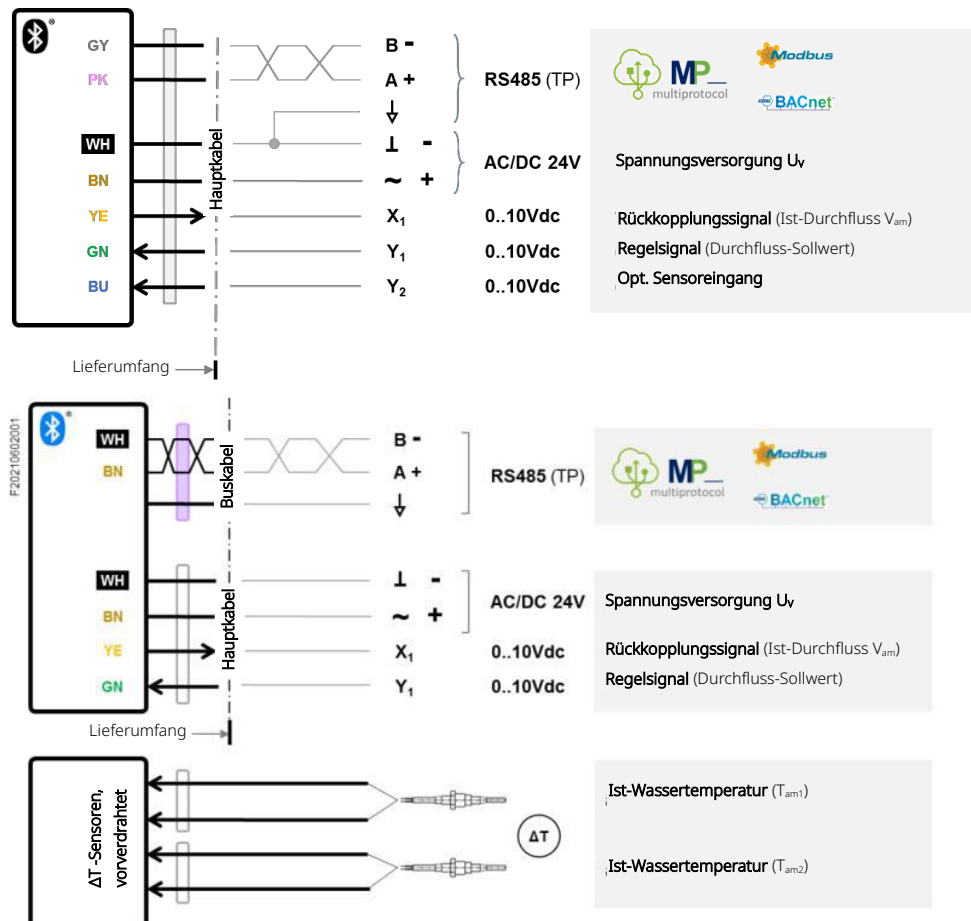 GY B - RS485 (TP) MP_ multiprotocol Modbus
PK A + BACnet
WH ⊥ - AC/DC 24V Spannungsversorgung Uv
BN ~ +
YE X1 0..10Vdc Rückkopplungssignal (Ist-Durchfluss Vam)
GN Y1 0..10Vdc Regelsignal (Durchfluss-Sollwert)
BU Y2 0..10Vdc Opt. Sensoreingang
Hauptkabel
Lieferumfang
F20210602001
WH B - RS485 (TP) MP_ multiprotocol Modbus
BN A + BACnet
Buskabel
WH ⊥ - AC/DC 24V Spannungsversorgung Uv
BN ~ +
YE X1 0..10Vdc Rückkopplungssignal (Ist-Durchfluss Vam)
GN Y1 0..10Vdc Regelsignal (Durchfluss-Sollwert)
Hauptkabel
Lieferumfang
ΔT -Sensoren,
vorverdrahtet
ΔT
Ist-Wassertemperatur (Tam1)
Ist-Wassertemperatur (Tam2)